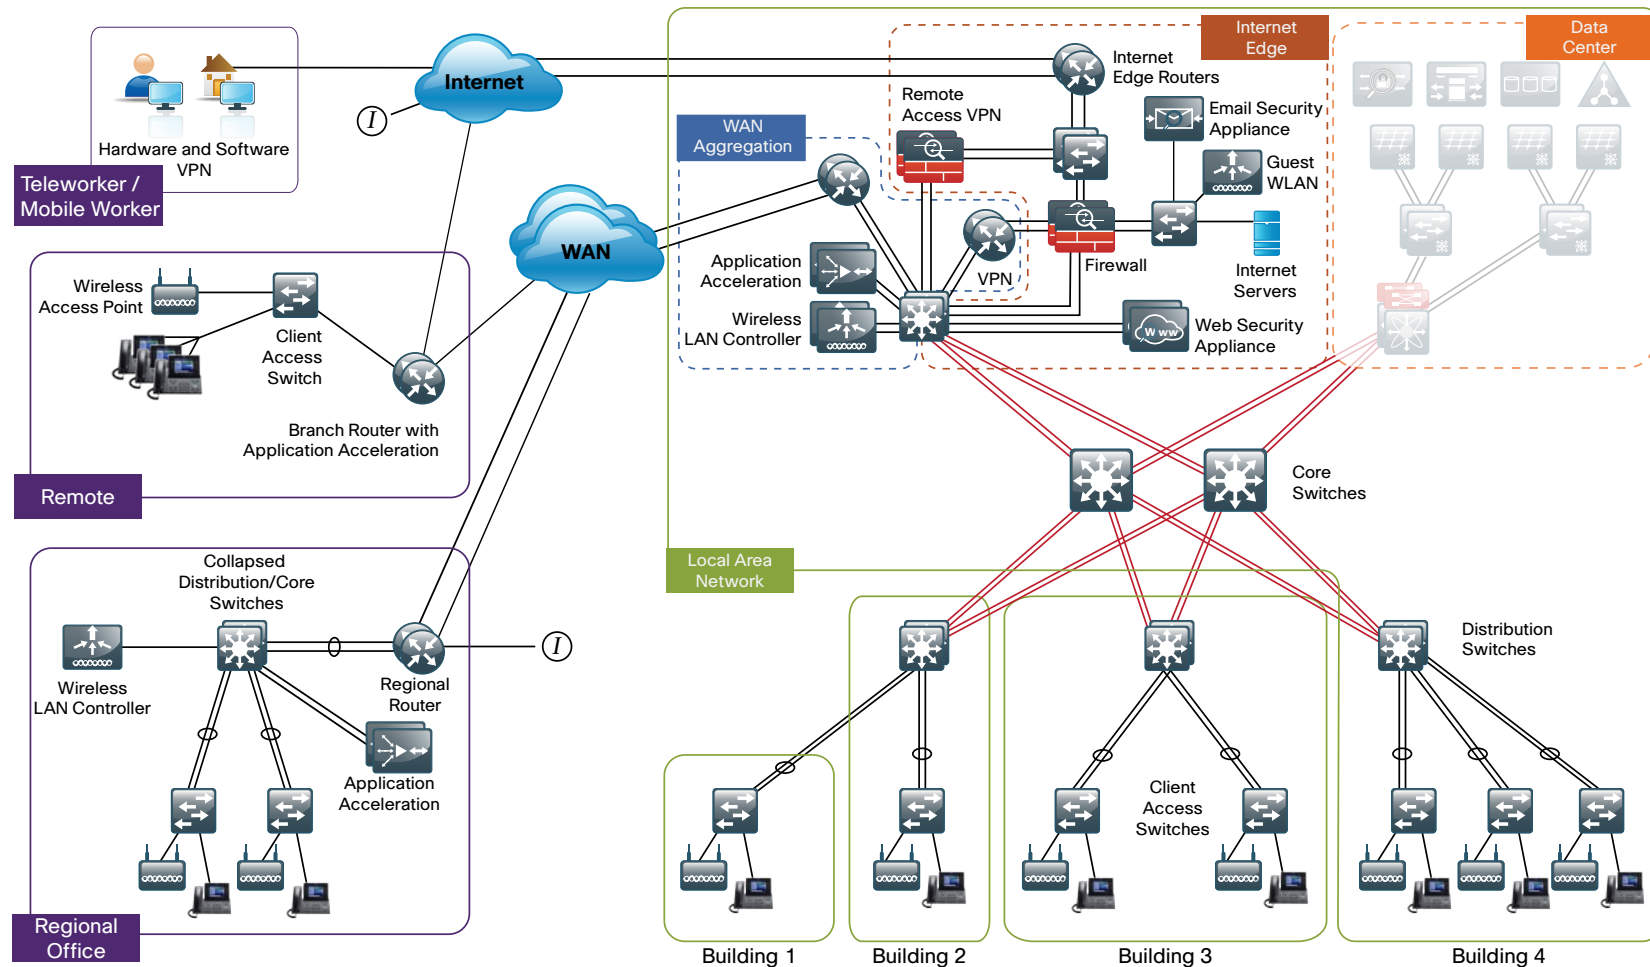 Internet
Edge
Data
Center
Internet
Internet
Edge Routers
Remote
Access VPN
Email Security
Appliance
I
WAN
Aggregation
Hardware and Software
VPN
Guest
WLAN
Teleworker /
Mobile Worker
WAN
Application
Acceleration
VPN
Firewall
Internet
Servers
Wireless
Access Point
Wireless
LAN Controller
Www
Web Security
Appliance
Client
Access
Switch
Branch Router with
Application Acceleration
Remote
Core
Switches
Local Area
Network
Collapsed
Distribution/Core
Switches
I
Distribution
Switches
Wireless
LAN Controller
Regional
Router
Application
Acceleration
Client
Access
Switches
Regional
Office
Building 1
Building 2
Building 3
Building 4